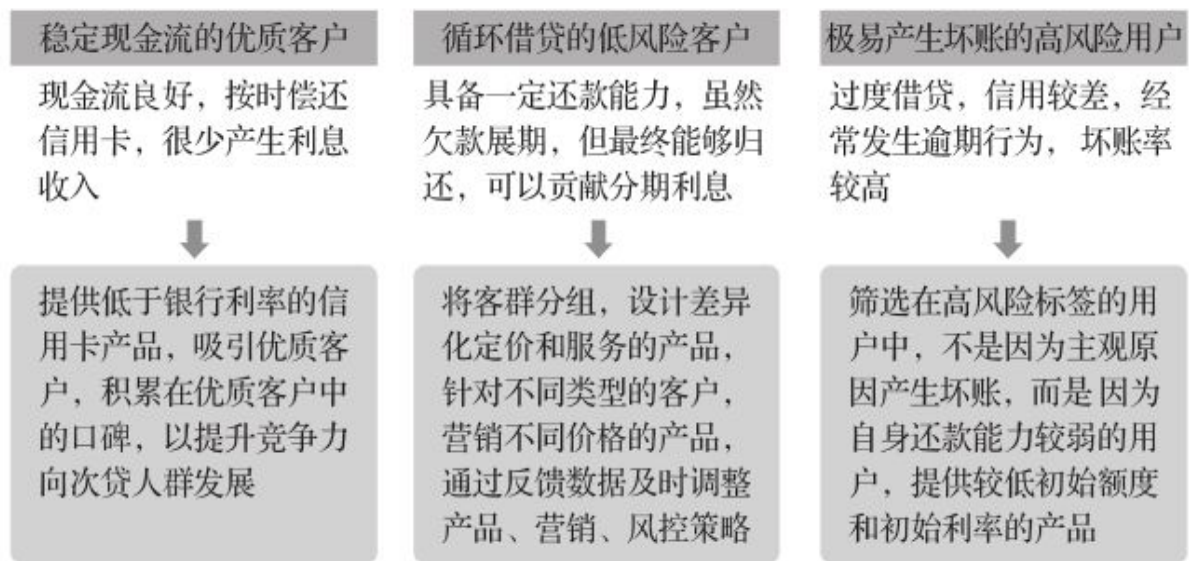 稳定现金流的优质客户
现金流良好，按时偿还
信用卡，很少产生利息
收入
提供低于银行利率的信
用卡产品，吸引优质客
户，积累在优质客户中
的口碑，以提升竞争力
向次贷人群发展
循环借贷的低风险客户
具备一定还款能力，虽然
欠款展期，但最终能够归
还，可以贡献分期利息
将客群分组，设计差异
化定价和服务的产品，
针对不同类型的客户，
营销不同价格的产品，
通过反馈数据及时调整
产品、营销、风控策略
极易产生坏账的高风险用户
过度借贷，信用较差，经
常发生逾期行为，坏账率
较高
筛选在高风险标签的用
户中，不是因为主观原
因产生坏账，而是因为
自身还款能力较弱的用
户，提供较低初始额度
和初始利率的产品